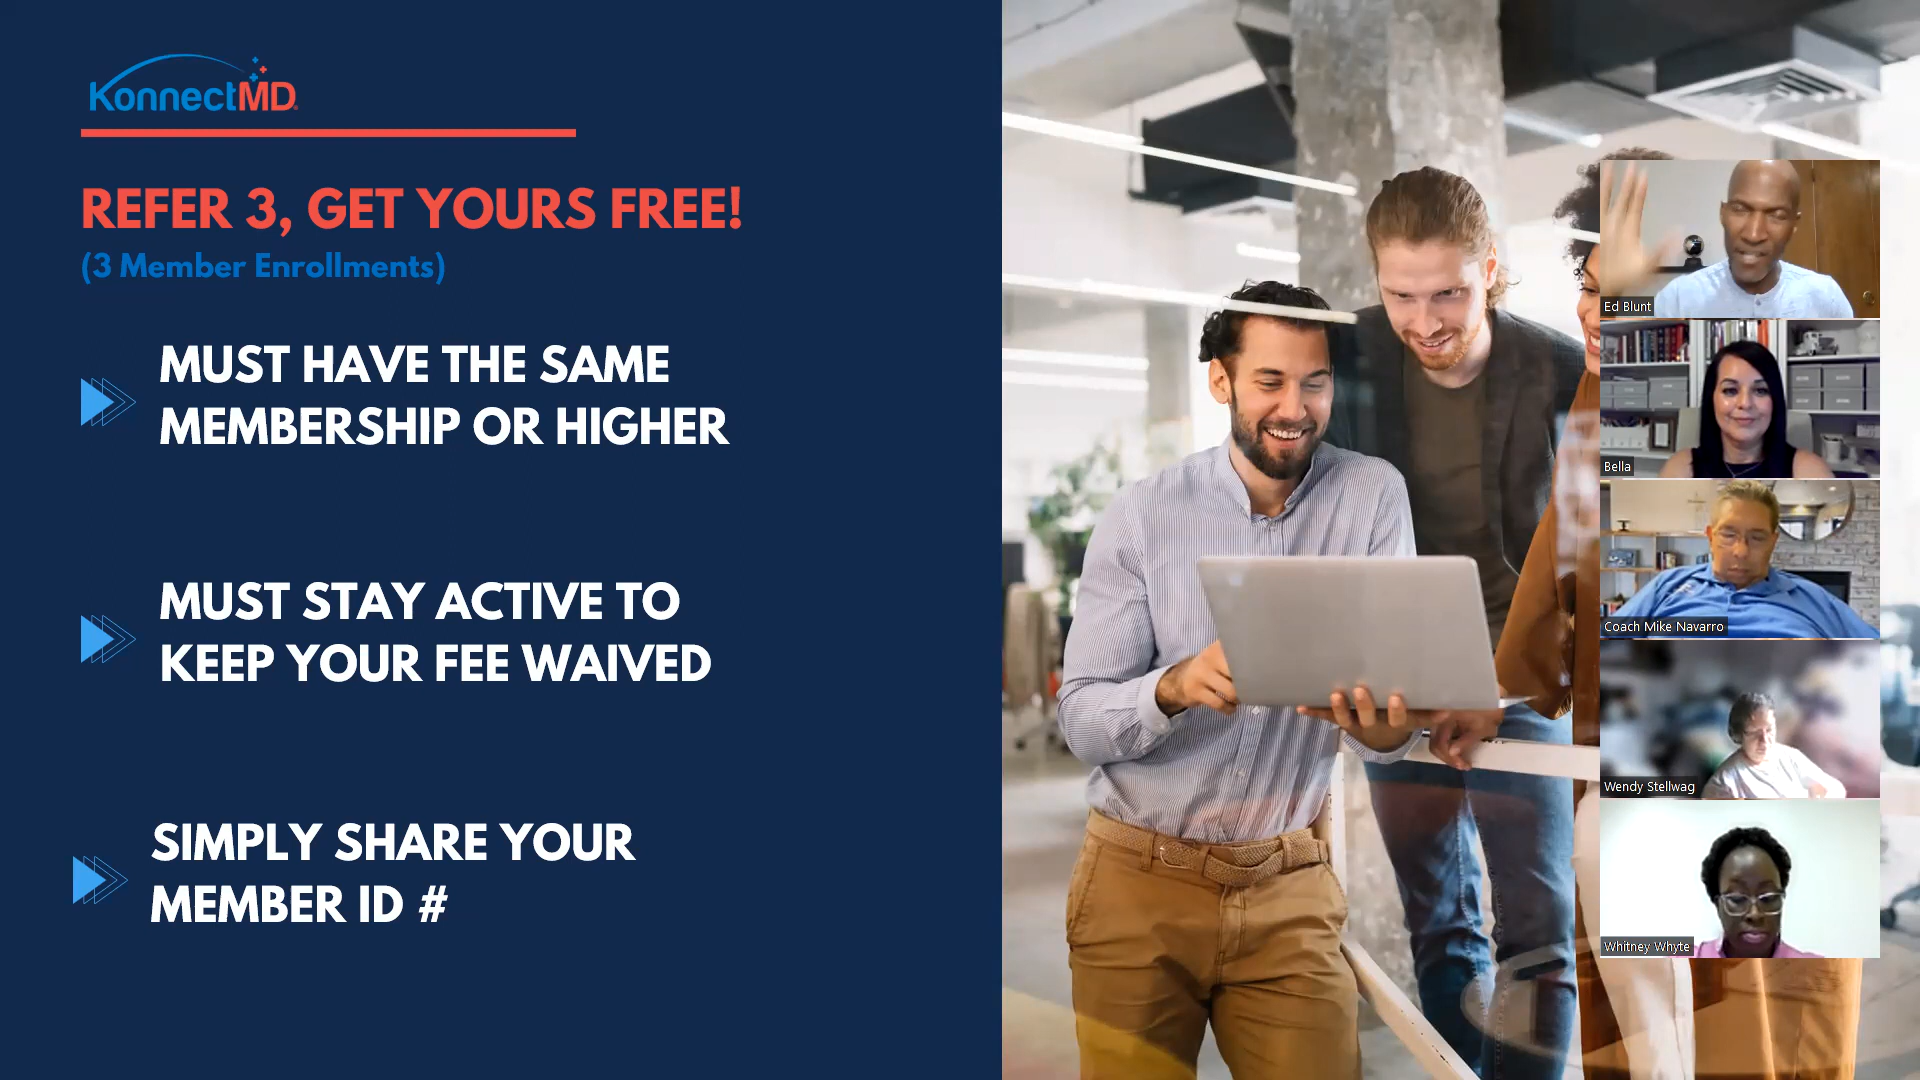 KonnectMD
REFER 3, GET YOURS FREE!
(3 Member Enrollments)
MUST HAVE THE SAME
MEMBERSHIP OR HIGHER
MUST STAY ACTIVE TO
KEEP YOUR FEE WAIVED
SIMPLY SHARE YOUR
MEMBER ID #
Ed Blunt
Bella
Coach Mike Navarro
Wendy Stellwag
Whitney Whyte